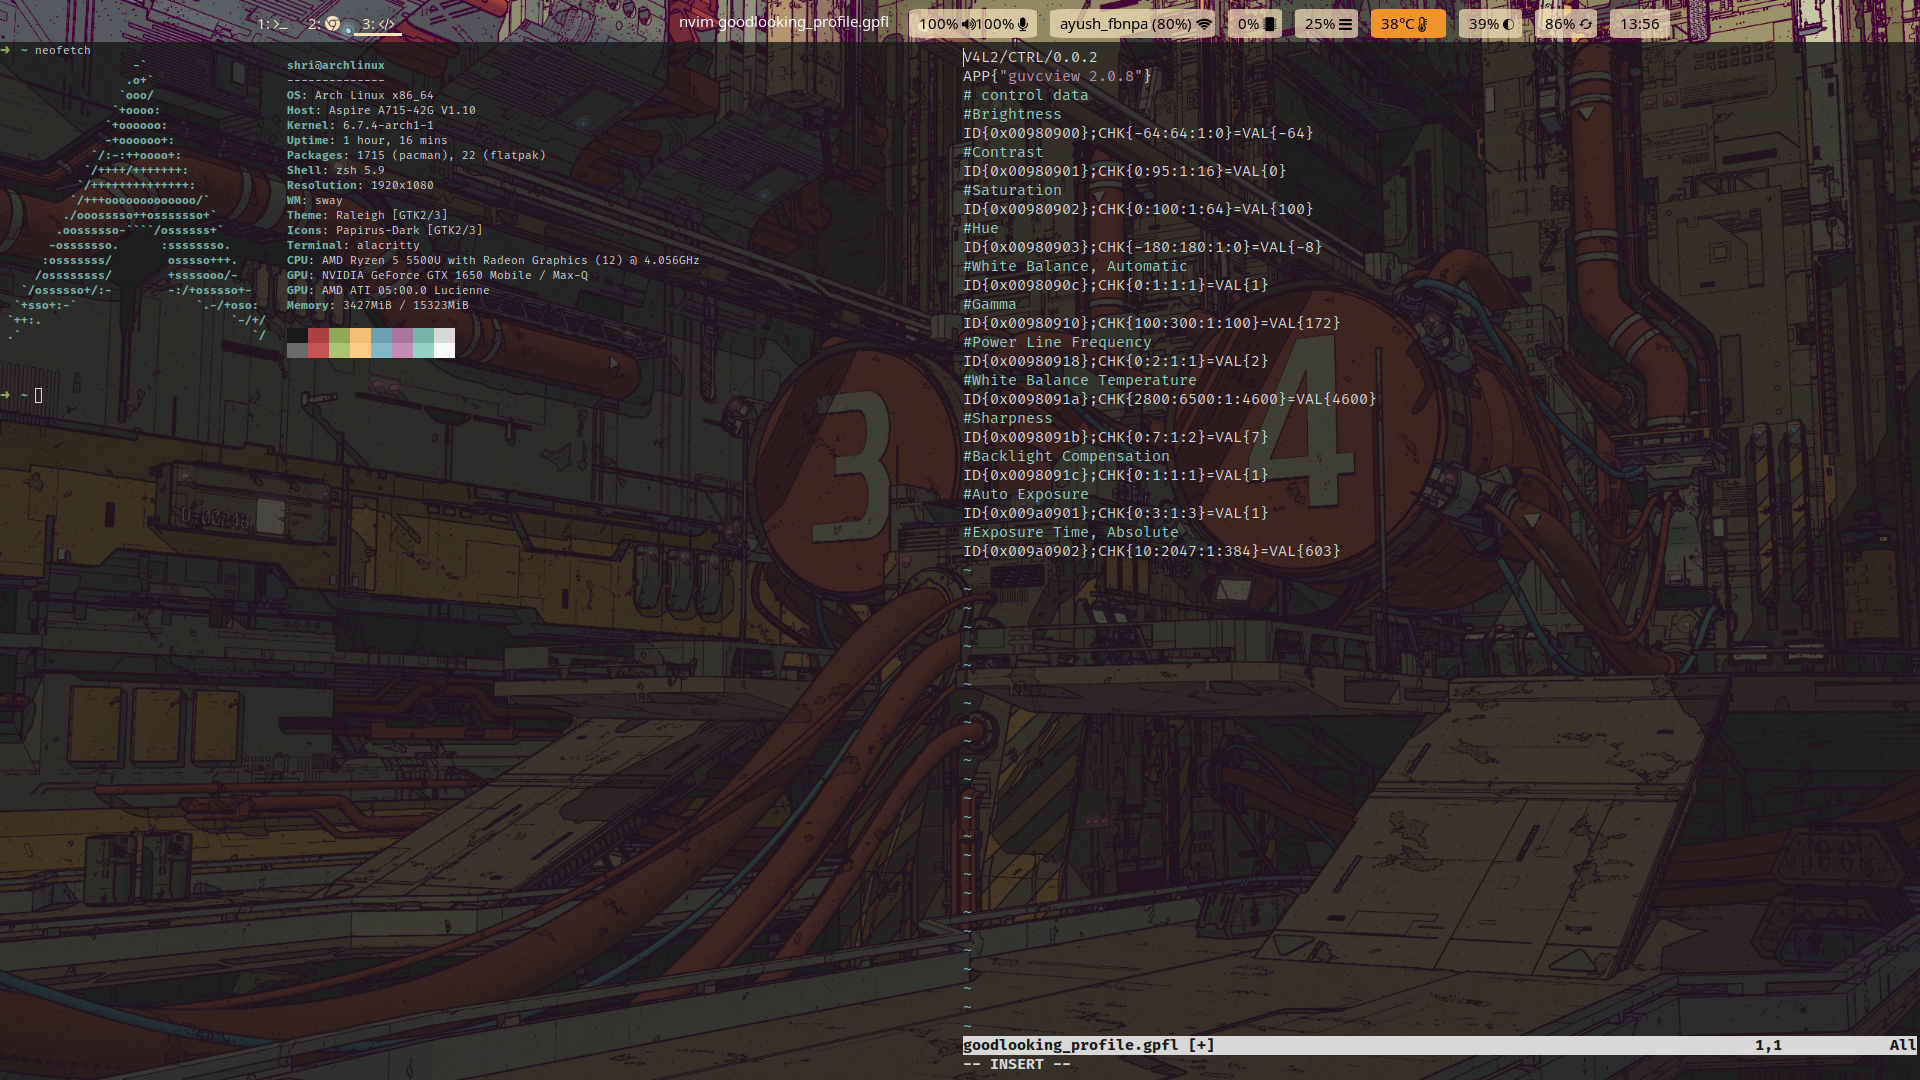 1: >_ 2: 3: </>
nvim goodlooking_profile.gpfl
100% 100% ayush_fbnpa (80%) 0% 25% 38°C 39% 86% 13:56
➜ ~ neofetch
shri@archlinux
--------------
OS: Arch Linux x86_64
Host: Aspire A715-42G V1.10
Kernel: 6.7.4-arch1-1
Uptime: 1 hour, 16 mins
Packages: 1715 (pacman), 22 (flatpak)
Shell: zsh 5.9
Resolution: 1920x1080
WM: sway
Theme: Raleigh [GTK2/3]
Icons: Papirus-Dark [GTK2/3]
Terminal: alacritty
CPU: AMD Ryzen 5 5500U with Radeon Graphics (12) @ 4.056GHz
GPU: NVIDIA GeForce GTX 1650 Mobile / Max-Q
GPU: AMD ATI 05:00.0 Lucienne
Memory: 3427MiB / 15323MiB
➜ ~
V4L2/CTRL/0.0.2
APP{"guvcview 2.0.8"}
# control data
#Brightness
ID{0x00980900};CHK{-64:64:1:0}=VAL{-64}
#Contrast
ID{0x00980901};CHK{0:95:1:16}=VAL{0}
#Saturation
ID{0x00980902};CHK{0:100:1:64}=VAL{100}
#Hue
ID{0x00980903};CHK{-180:180:1:0}=VAL{-8}
#White Balance, Automatic
ID{0x0098090c};CHK{0:1:1:1}=VAL{1}
#Gamma
ID{0x00980910};CHK{100:300:1:100}=VAL{172}
#Power Line Frequency
ID{0x00980918};CHK{0:2:1:1}=VAL{2}
#White Balance Temperature
ID{0x0098091a};CHK{2800:6500:1:4600}=VAL{4600}
#Sharpness
ID{0x0098091b};CHK{0:7:1:2}=VAL{7}
#Backlight Compensation
ID{0x0098091c};CHK{0:1:1:1}=VAL{1}
#Auto Exposure
ID{0x009a0901};CHK{0:3:1:3}=VAL{1}
#Exposure Time, Absolute
ID{0x009a0902};CHK{10:2047:1:384}=VAL{603}
3
4
goodlooking_profile.gpfl [+] 1,1 All
-- INSERT --